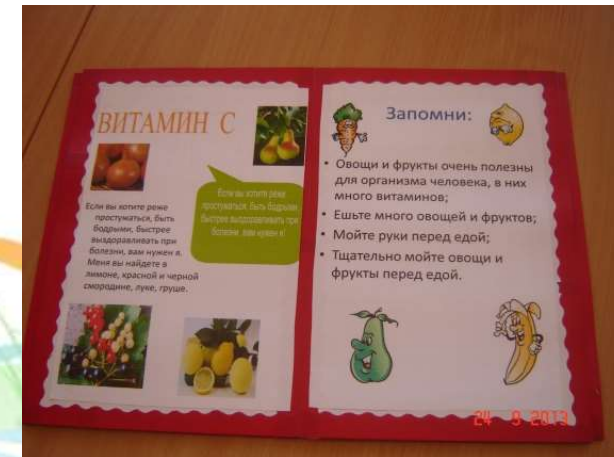 ВИТАМИН С
Если вы хотите реже
простужаться, быть бодрыми,
быстрее выздоравливать при
болезни, вам нужен я!
Если вы хотите реже
простужаться, быть
бодрыми, быстрее
выздоравливать при
болезни, вам нужен я.
Меня вы найдете в
лимоне, красной и черной
смородине, луке, груше.
Запомни:
• Овощи и фрукты очень полезны
для организма человека, в них
много витаминов;
• Ешьте много овощей и фруктов;
• Мойте руки перед едой;
• Тщательно мойте овощи и
фрукты перед едой.
24 9 2013